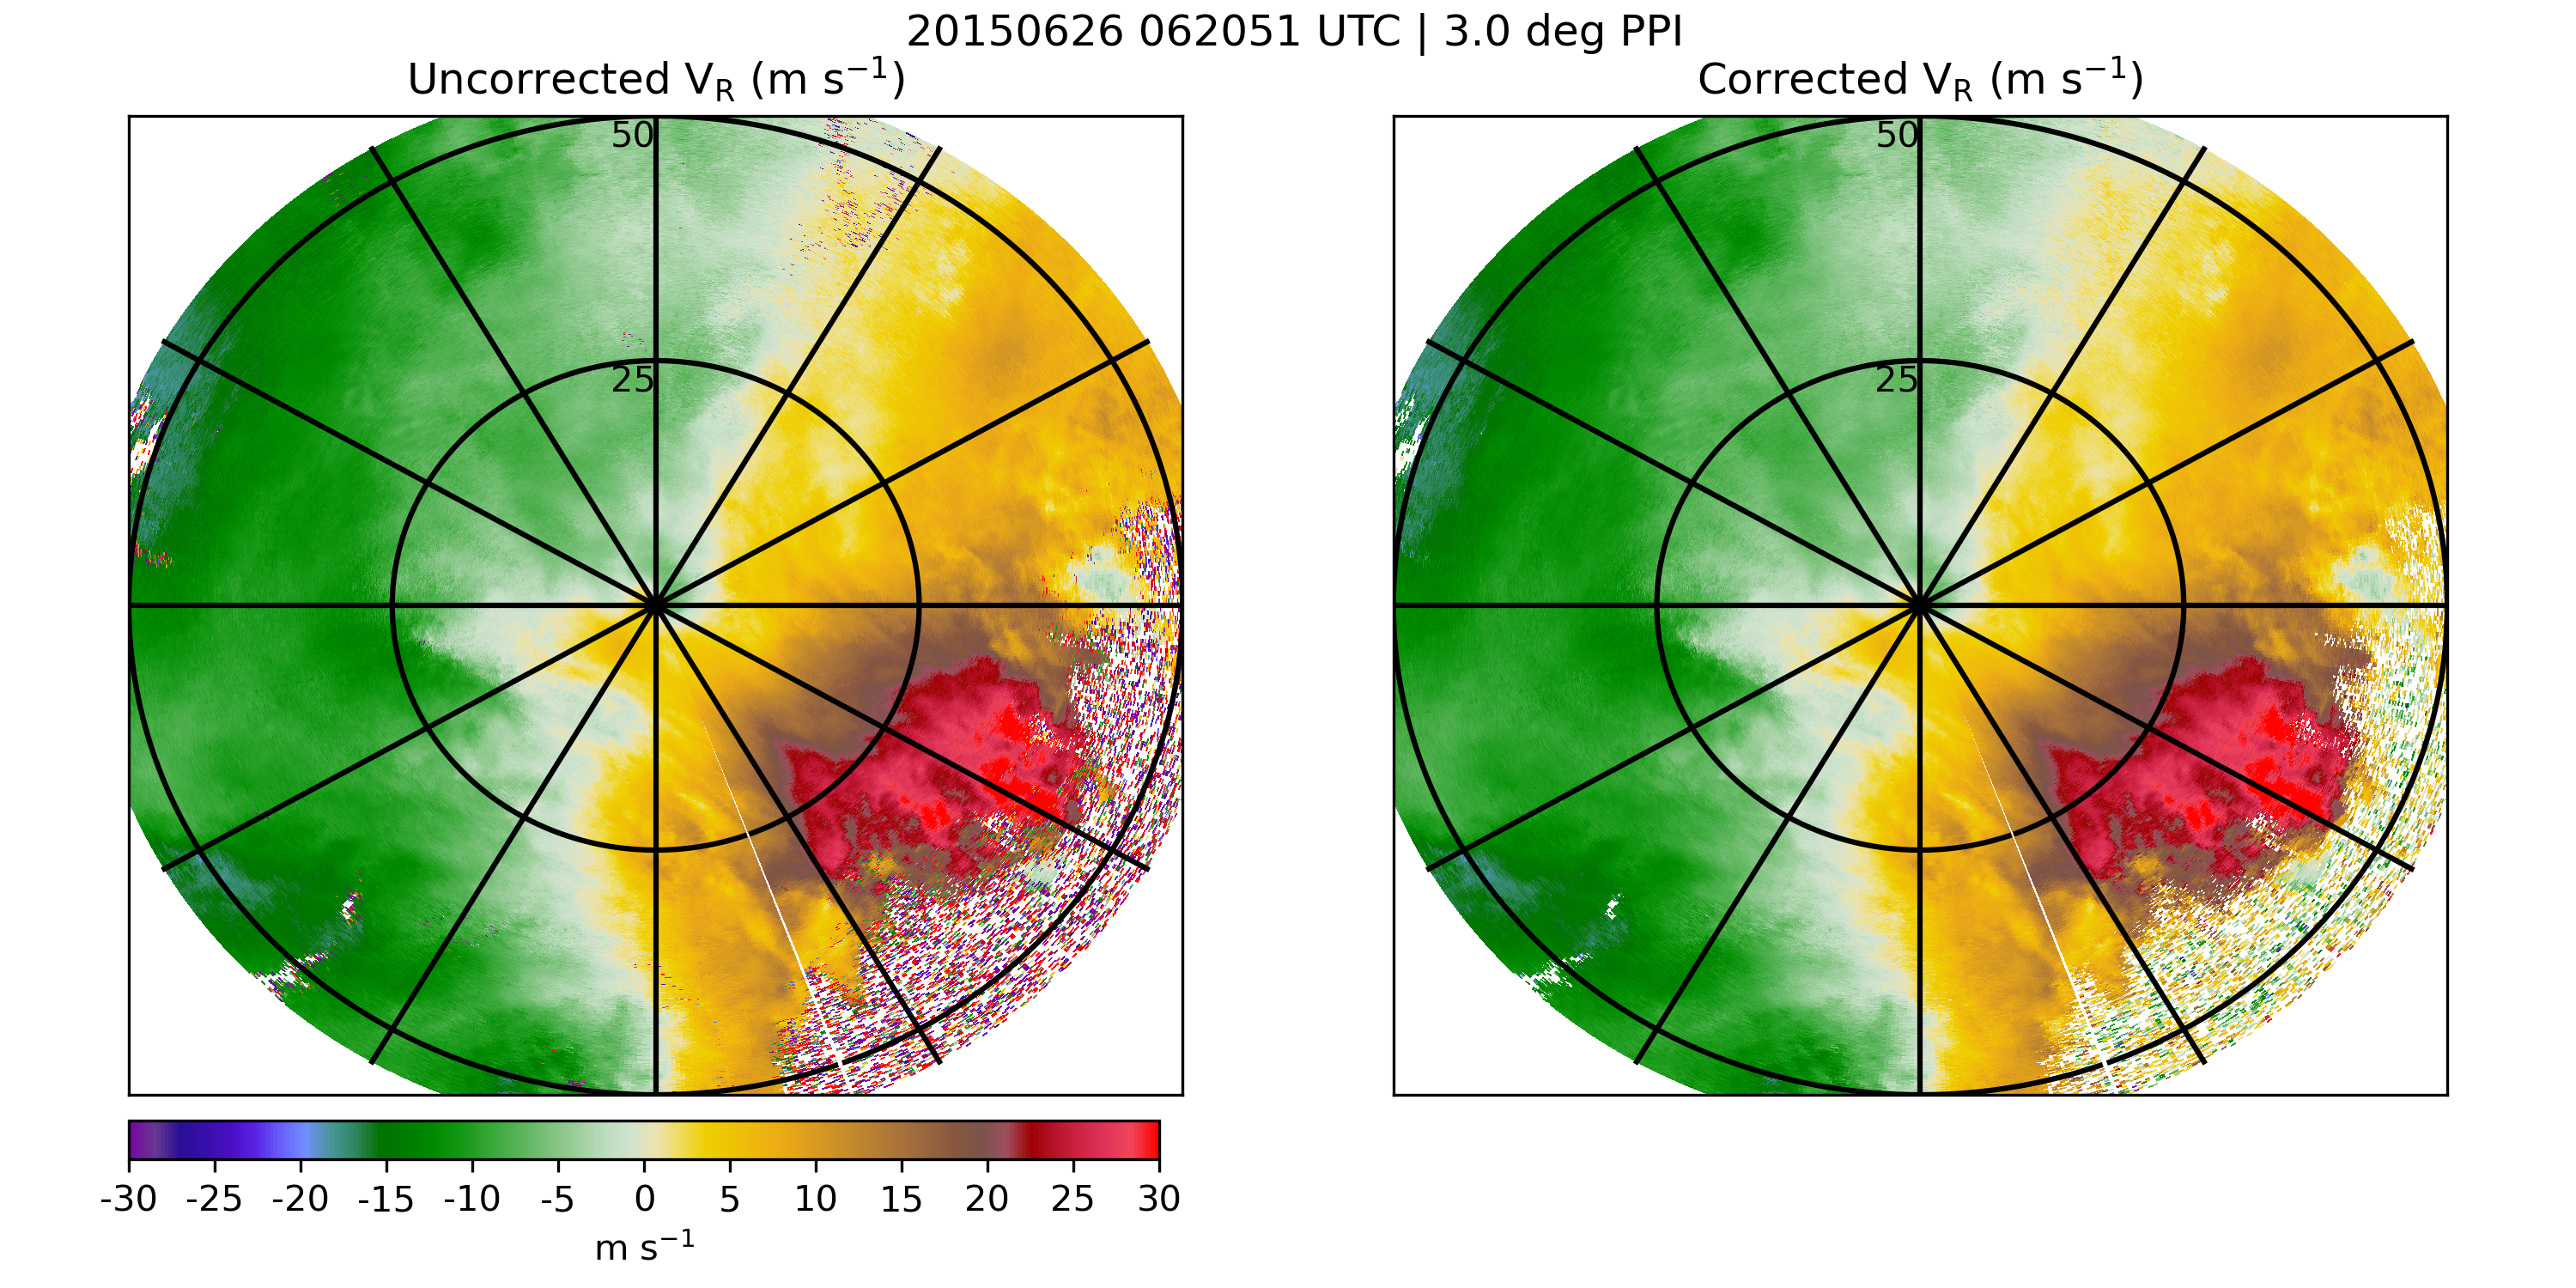 20150626 062051 UTC | 3.0 deg PPI
Uncorrected V_R (m s⁻¹)
Corrected V_R (m s⁻¹)
50
25
50
25
-30 -25 -20 -15 -10 -5 0 5 10 15 20 25 30
m s⁻¹